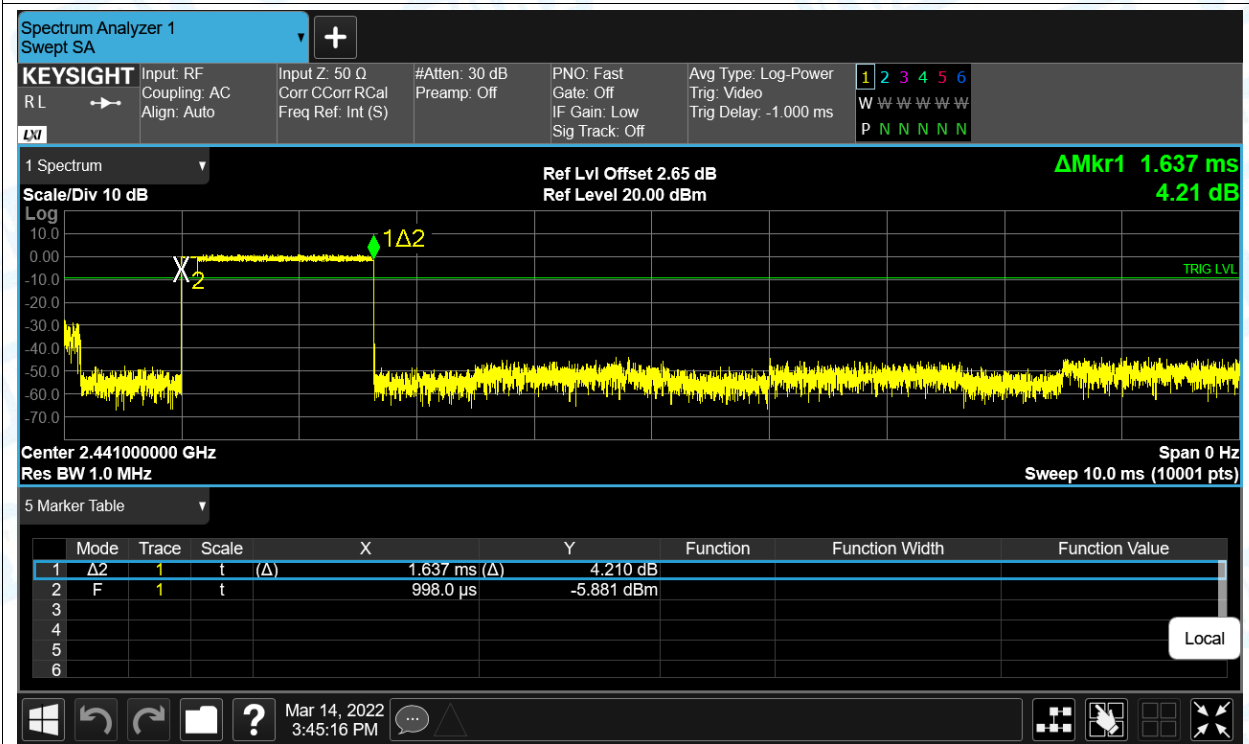 Spectrum Analyzer 1
Swept SA
KEYSIGHT Input: RF Input Z: 50 Ω #Atten: 30 dB PNO: Fast Avg Type: Log-Power 1 2 3 4 5 6
R L Coupling: AC Corr CCorr RCal Preamp: Off Gate: Off Trig: Video W W W W W W
Align: Auto Freq Ref: Int (S) IF Gain: Low Trig Delay: -1.000 ms
LXI Sig Track: Off P N N N N N
1 Spectrum Ref Lvl Offset 2.65 dB ΔMkr1 1.637 ms
Scale/Div 10 dB Ref Level 20.00 dBm 4.21 dB
Log
10.0 1Δ2
0.00
TRIG LVL
-10.0 X 2
-20.0
-30.0
-40.0
-50.0
-60.0
-70.0
Center 2.441000000 GHz Span 0 Hz
Res BW 1.0 MHz Sweep 10.0 ms (10001 pts)
5 Marker Table
Mode Trace Scale X Y Function Function Width Function Value
1 Δ2 1 t (Δ) 1.637 ms (Δ) 4.210 dB
2 F 1 t 998.0 µs -5.881 dBm
3
4
5
6
Local
? Mar 14, 2022
3:45:16 PM